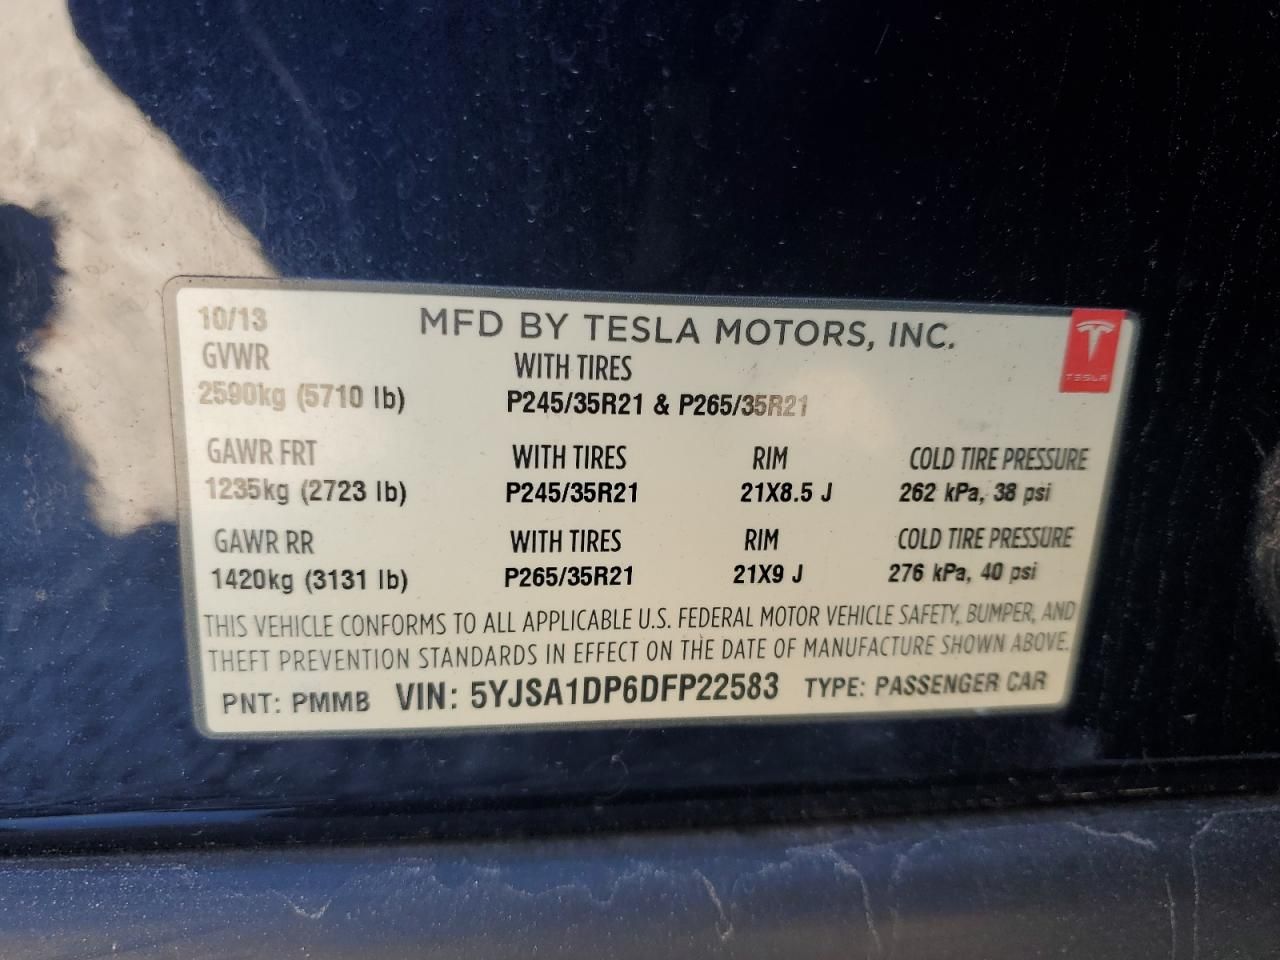 10/13 MFD BY TESLA MOTORS, INC.
TESLA
GVWR WITH TIRES
2590kg (5710 lb) P245/35R21 & P265/35R21
GAWR FRT WITH TIRES RIM COLD TIRE PRESSURE
1235kg (2723 lb) P245/35R21 21X8.5 J 262 kPa, 38 psi
GAWR RR WITH TIRES RIM COLD TIRE PRESSURE
1420kg (3131 lb) P265/35R21 21X9 J 276 kPa, 40 psi
THIS VEHICLE CONFORMS TO ALL APPLICABLE U.S. FEDERAL MOTOR VEHICLE SAFETY, BUMPER, AND
THEFT PREVENTION STANDARDS IN EFFECT ON THE DATE OF MANUFACTURE SHOWN ABOVE.
PNT: PMMB VIN: 5YJSA1DP6DFP22583 TYPE: PASSENGER CAR